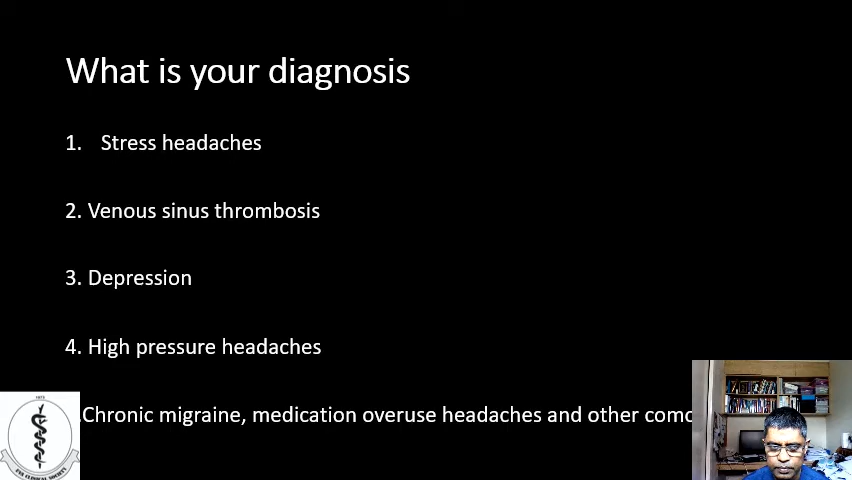 What is your diagnosis
1. Stress headaches
2. Venous sinus thrombosis
3. Depression
4. High pressure headaches
.Chronic migraine, medication overuse headaches and other